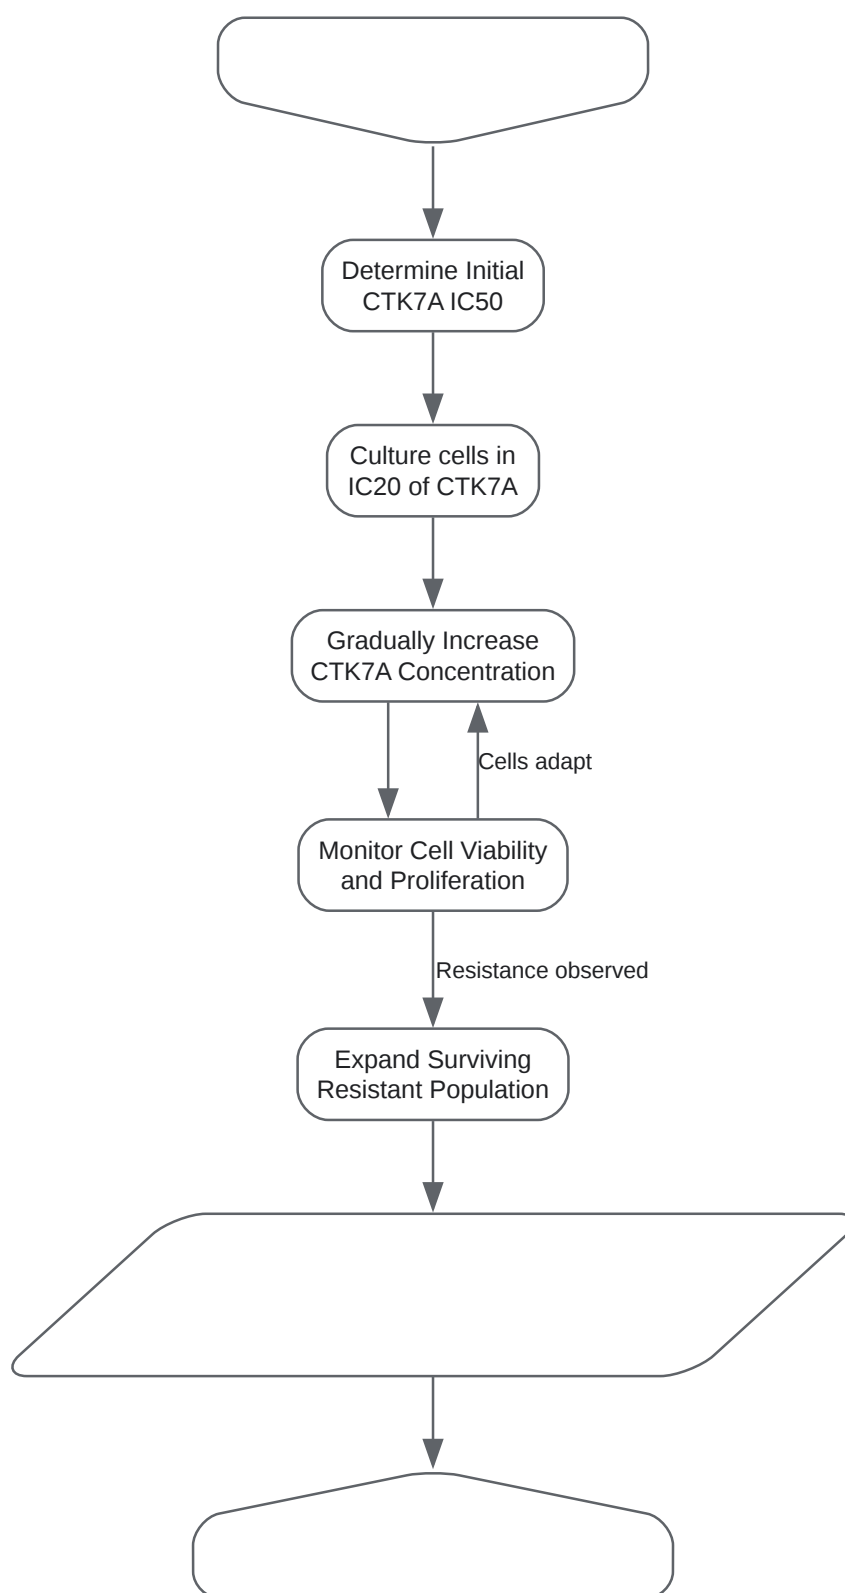 Determine Initial
CTK7A IC50
Culture cells in
IC20 of CTK7A
Gradually Increase
CTK7A Concentration
Cells adapt
Monitor Cell Viability
and Proliferation
Resistance observed
Expand Surviving
Resistant Population